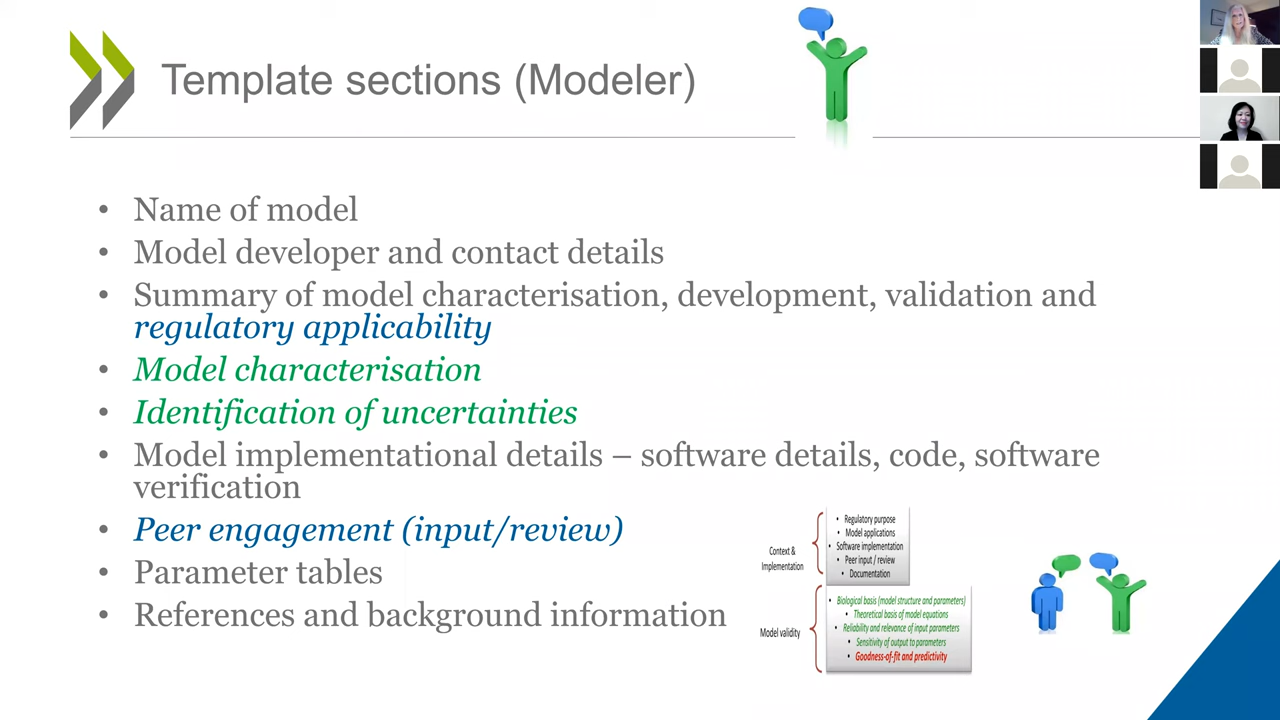 Template sections (Modeler)
• Name of model
• Model developer and contact details
• Summary of model characterisation, development, validation and
regulatory applicability
• Model characterisation
• Identification of uncertainties
• Model implementational details – software details, code, software
verification
• Peer engagement (input/review)
• Parameter tables
• References and background information
Context &
Implementation
• Regulatory purpose
• Model applications
• Software implementation
• Peer input / review
• Documentation
Model validity
• Biological basis (model structure and parameters)
• Theoretical basis of model equations
• Reliability and relevance of input parameters
• Sensitivity of output to parameters
• Goodness-of-fit and predictivity